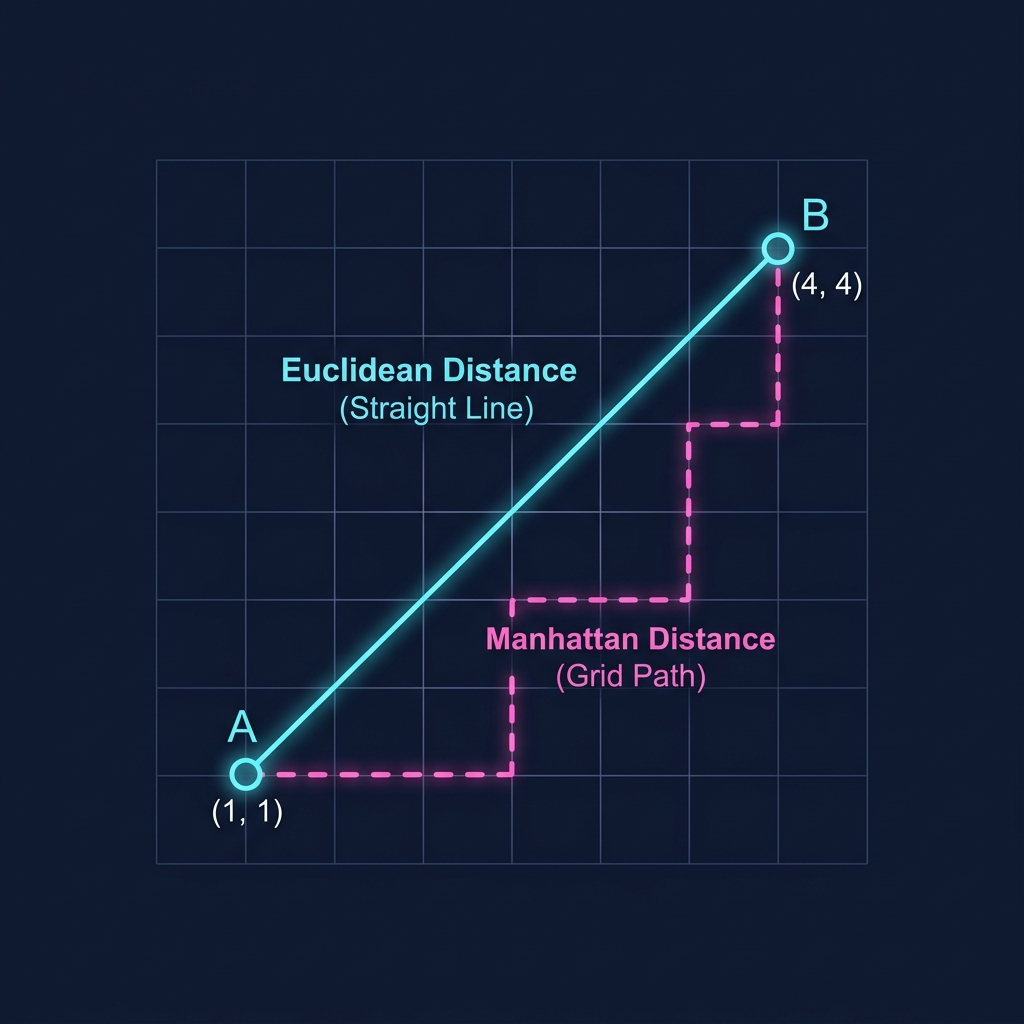 B
(4, 4)
Euclidean Distance
(Straight Line)
Manhattan Distance
(Grid Path)
A
(1, 1)